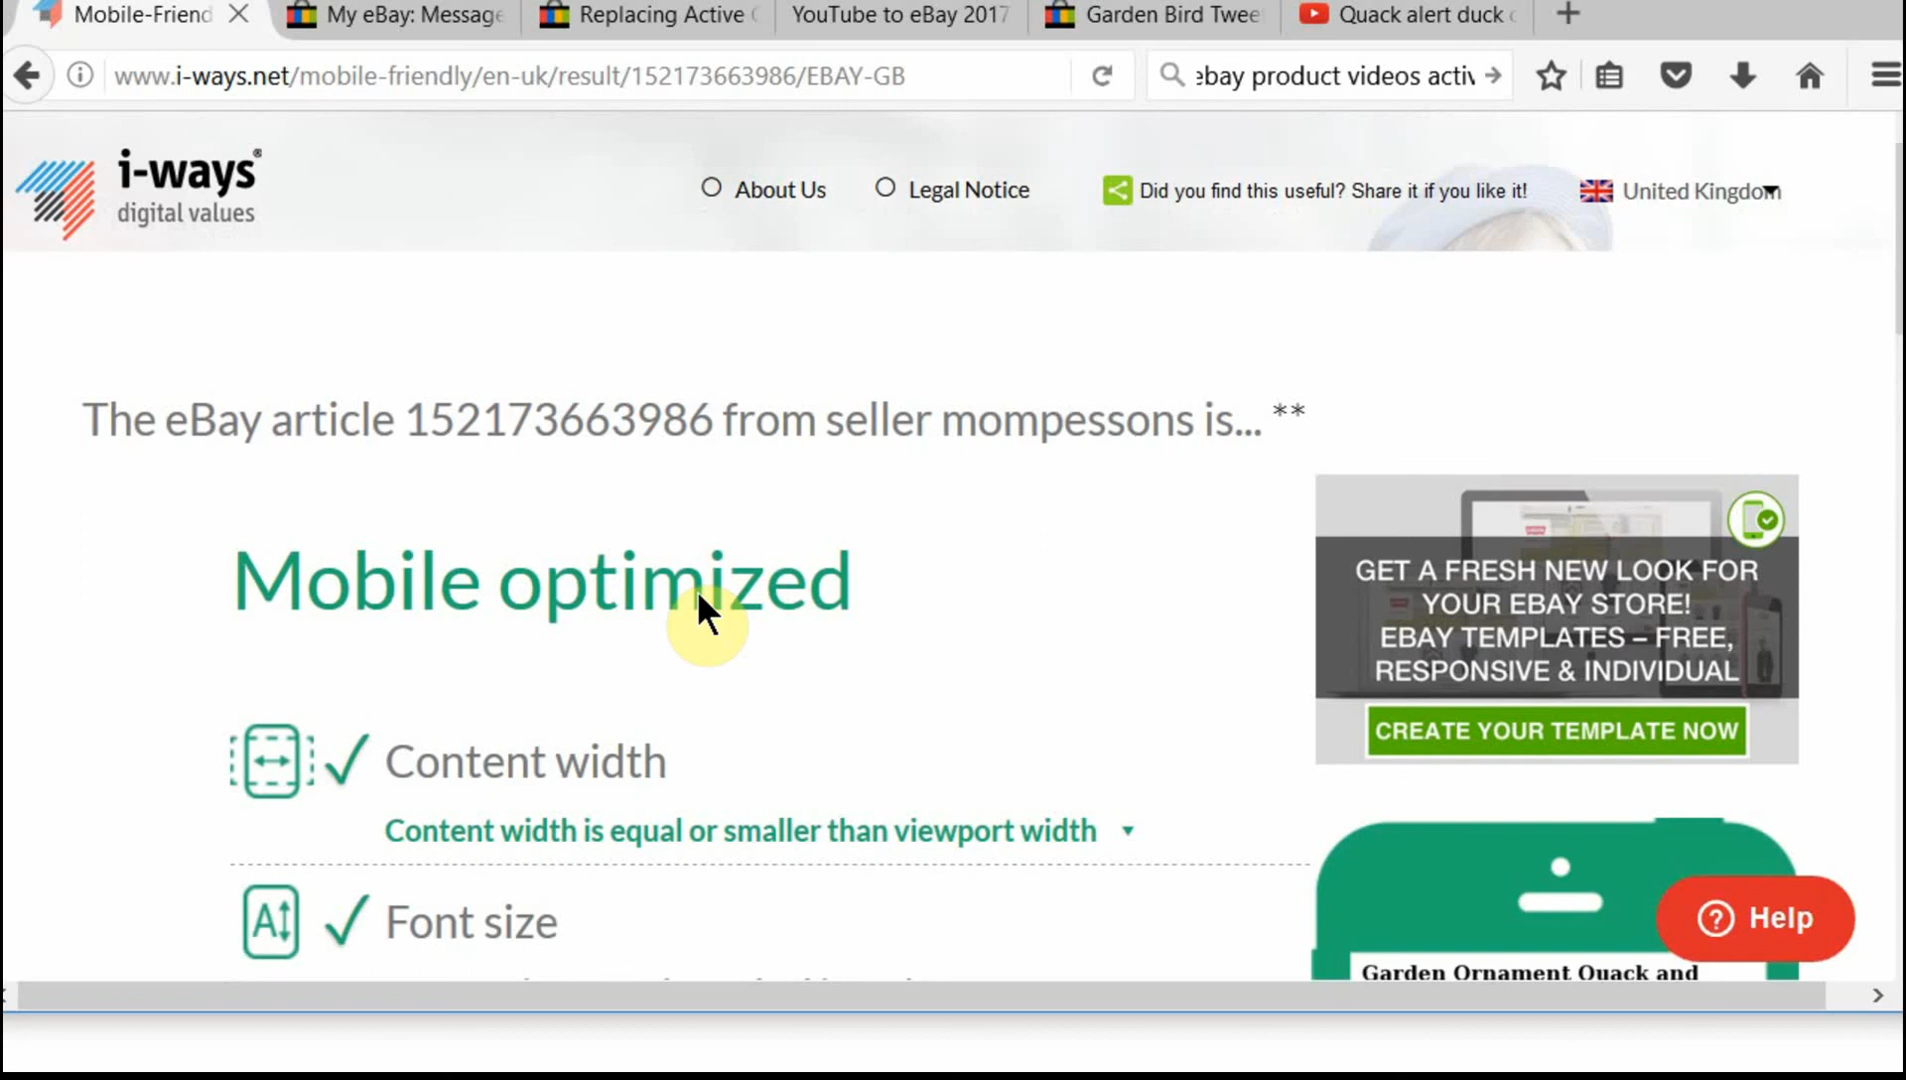 Mobile-Friend
My eBay: Message
Replacing Active
YouTube to eBay 2017
Garden Bird Twee
Quack alert duck
www.i-ways.net/mobile-friendly/en-uk/result/152173663986/EBAY-GB
ebay product videos activ
i-ways®
digital values
About Us
Legal Notice
Did you find this useful? Share it if you like it!
United Kingdom
The eBay article 152173663986 from seller mompessons is... **
Mobile optimized
GET A FRESH NEW LOOK FOR
YOUR EBAY STORE!
EBAY TEMPLATES – FREE,
RESPONSIVE & INDIVIDUAL
CREATE YOUR TEMPLATE NOW
Content width
Content width is equal or smaller than viewport width
A
Font size
Help
Garden Ornament Quack and